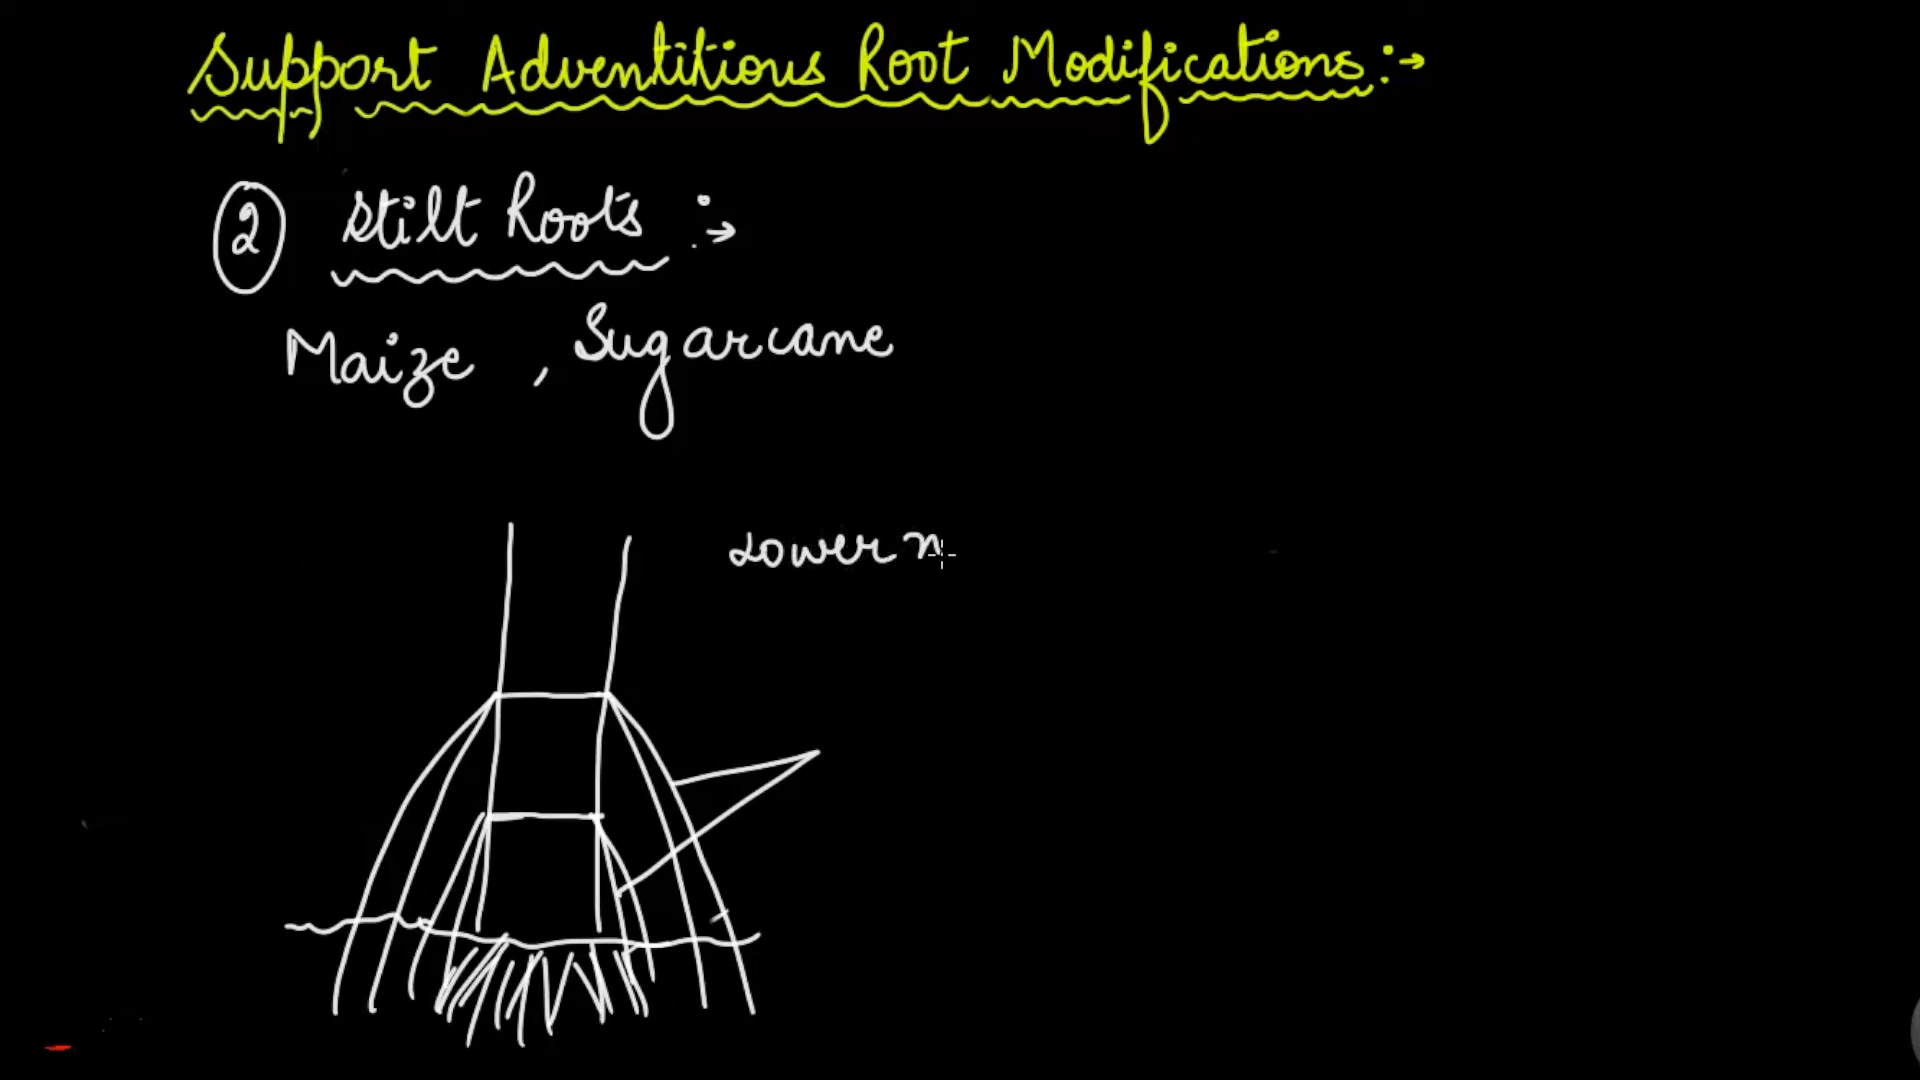 Support Adventitious Root Modifications :→
② Stilt Roots :→
Maize , Sugarcane
Lower n